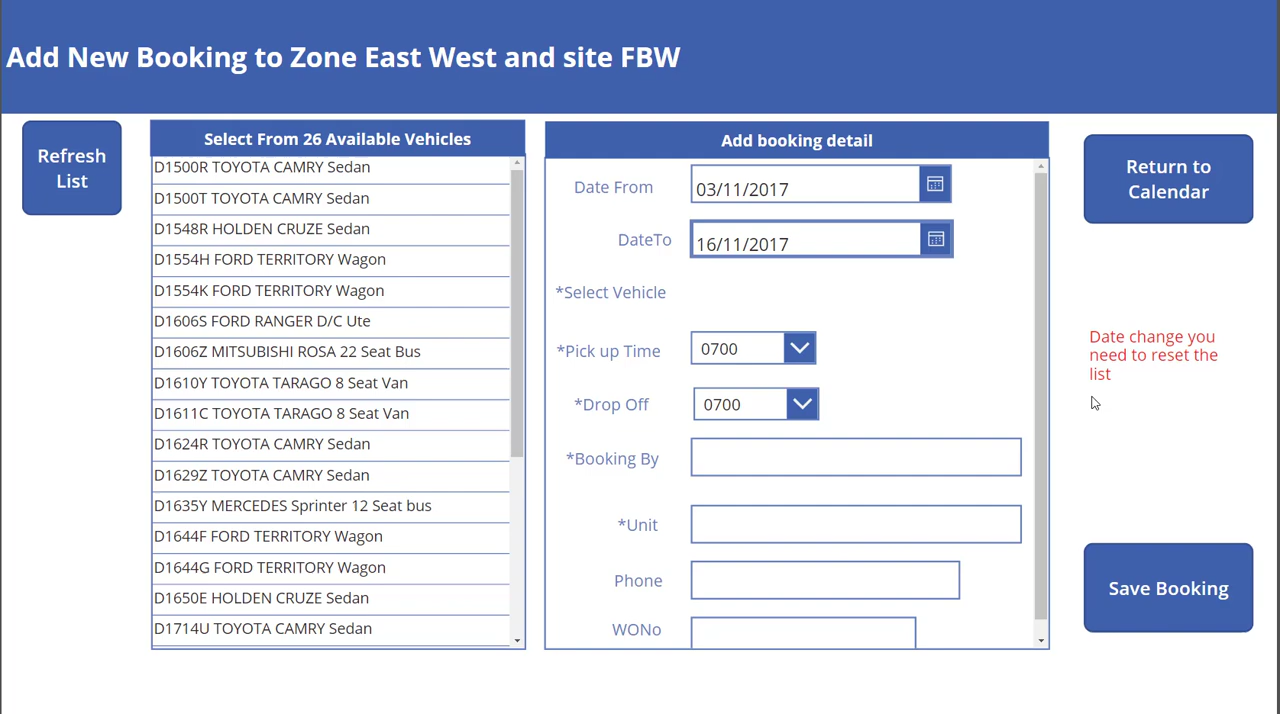 Add New Booking to Zone East West and site FBW
Refresh
List
Select From 26 Available Vehicles
D1500R TOYOTA CAMRY Sedan
D1500T TOYOTA CAMRY Sedan
D1548R HOLDEN CRUZE Sedan
D1554H FORD TERRITORY Wagon
D1554K FORD TERRITORY Wagon
D1606S FORD RANGER D/C Ute
D1606Z MITSUBISHI ROSA 22 Seat Bus
D1610Y TOYOTA TARAGO 8 Seat Van
D1611C TOYOTA TARAGO 8 Seat Van
D1624R TOYOTA CAMRY Sedan
D1629Z TOYOTA CAMRY Sedan
D1635Y MERCEDES Sprinter 12 Seat bus
D1644F FORD TERRITORY Wagon
D1644G FORD TERRITORY Wagon
D1650E HOLDEN CRUZE Sedan
D1714U TOYOTA CAMRY Sedan
Add booking detail
Date From 03/11/2017
DateTo 16/11/2017
*Select Vehicle
*Pick up Time 0700
*Drop Off 0700
*Booking By
*Unit
Phone
WONo
Return to
Calendar
Date change you
need to reset the
list
Save Booking